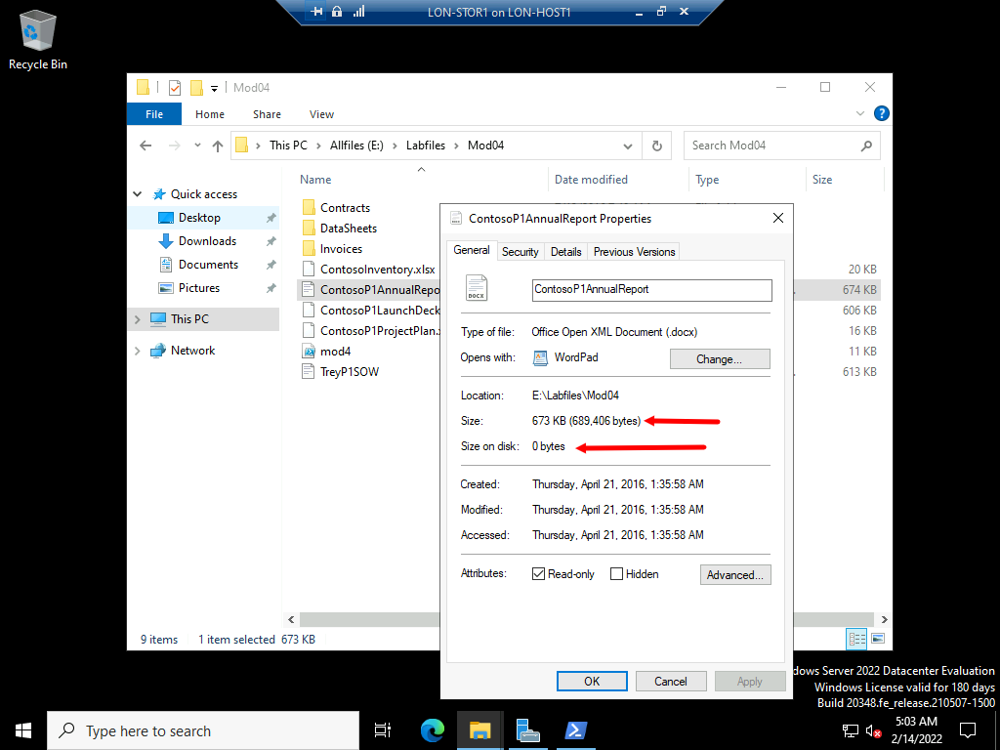 LON-STOR1 on LON-HOST1
Recycle Bin
Mod04
File Home Share View
This PC Allfiles (E:) Labfiles Mod04
Search Mod04
Name Date modified Type Size
Quick access
Desktop
Downloads
Documents
Pictures
This PC
Network
Contracts
DataSheets
Invoices
ContosoInventory.xlsx 20 KB
ContosoP1AnnualRepo 674 KB
ContosoP1LaunchDeck 606 KB
ContosoP1ProjectPlan. 16 KB
mod4 11 KB
TreyP1SOW 613 KB
9 items 1 item selected 673 KB
ContosoP1AnnualReport Properties
General Security Details Previous Versions
DOCX
ContosoP1AnnualReport
Type of file: Office Open XML Document (.docx)
Opens with: WordPad Change...
Location: E:\Labfiles\Mod04
Size: 673 KB (689,406 bytes)
Size on disk: 0 bytes
Created: Thursday, April 21, 2016, 1:35:58 AM
Modified: Thursday, April 21, 2016, 1:35:58 AM
Accessed: Thursday, April 21, 2016, 1:35:58 AM
Attributes: Read-only Hidden Advanced...
OK Cancel Apply
dows Server 2022 Datacenter Evaluation
Windows License valid for 180 days
Build 20348.fe_release.210507-1500
Type here to search
5:03 AM
2/14/2022